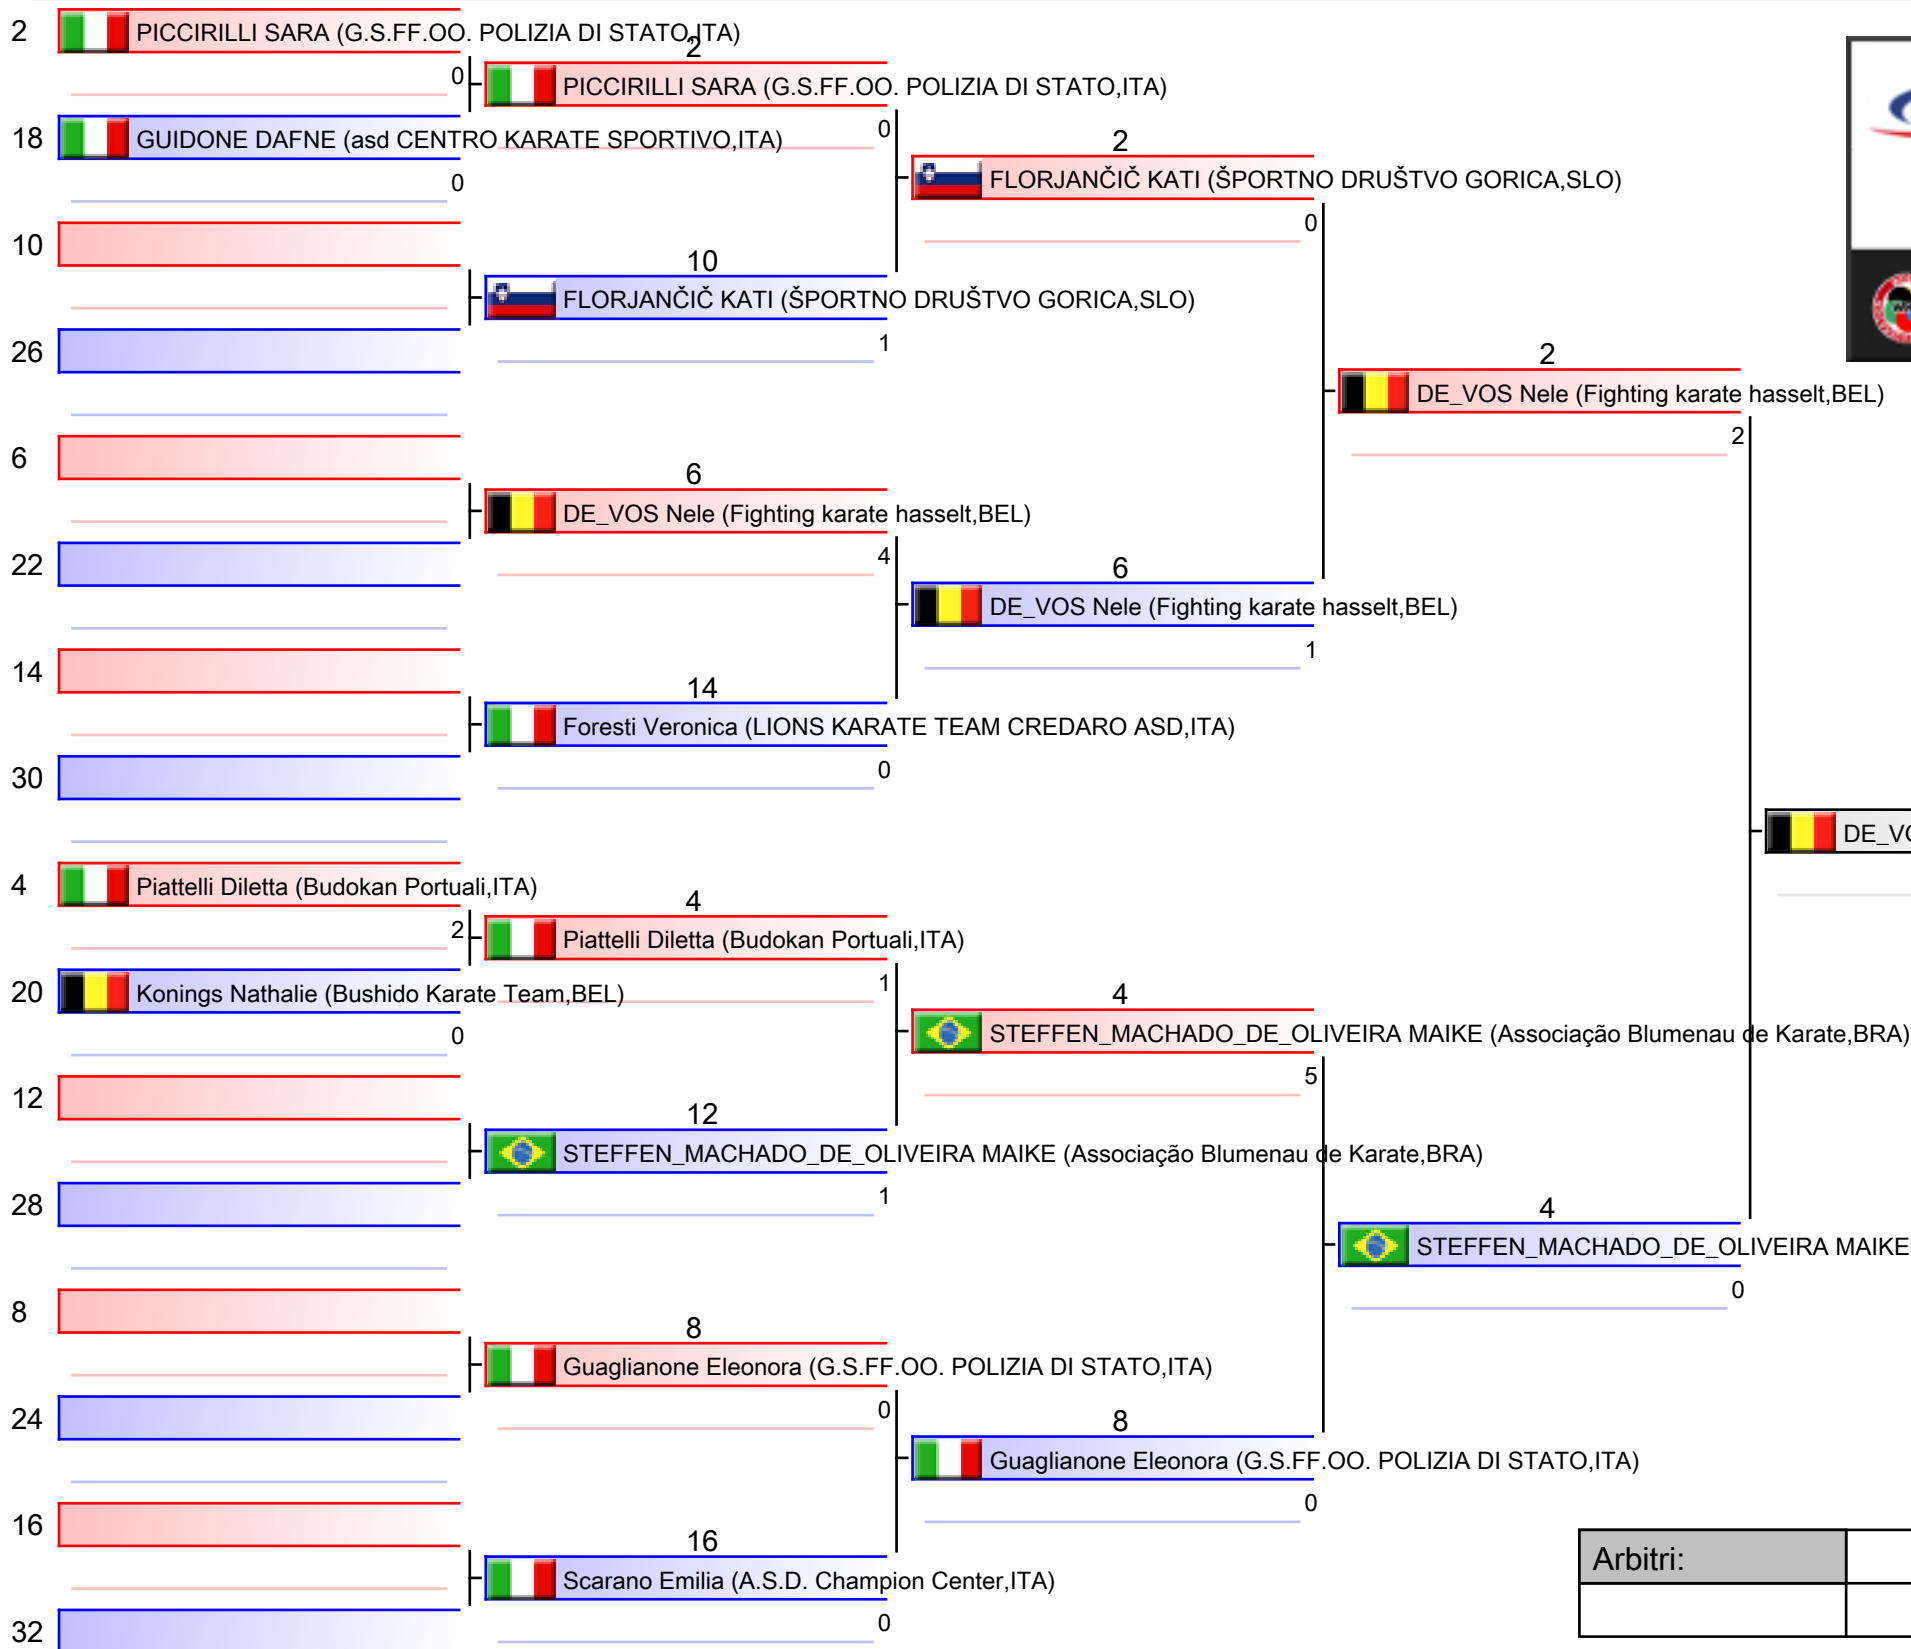 2 PICCIRILLI SARA (G.S.FF.OO. POLIZIA DI STATO,ITA)
0
18 GUIDONE DAFNE (asd CENTRO KARATE SPORTIVO,ITA)
0
10
26
6
22
14
30
4 Piattelli Diletta (Budokan Portuali,ITA)
2
20 Konings Nathalie (Bushido Karate Team,BEL)
0
12
28
8
24
16
32
2
PICCIRILLI SARA (G.S.FF.OO. POLIZIA DI STATO,ITA)
0
10
FLORJANČIČ KATI (ŠPORTNO DRUŠTVO GORICA,SLO)
1
6
DE_VOS Nele (Fighting karate hasselt,BEL)
4
14
Foresti Veronica (LIONS KARATE TEAM CREDARO ASD,ITA)
0
4
Piattelli Diletta (Budokan Portuali,ITA)
1
12
STEFFEN_MACHADO_DE_OLIVEIRA MAIKE (Associação Blumenau de Karate,BRA)
1
8
Guaglianone Eleonora (G.S.FF.OO. POLIZIA DI STATO,ITA)
0
16
Scarano Emilia (A.S.D. Champion Center,ITA)
0
2
FLORJANČIČ KATI (ŠPORTNO DRUŠTVO GORICA,SLO)
0
6
DE_VOS Nele (Fighting karate hasselt,BEL)
1
4
STEFFEN_MACHADO_DE_OLIVEIRA MAIKE (Associação Blumenau de Karate,BRA)
5
8
Guaglianone Eleonora (G.S.FF.OO. POLIZIA DI STATO,ITA)
0
2
DE_VOS Nele (Fighting karate hasselt,BEL)
2
4
STEFFEN_MACHADO_DE_OLIVEIRA MAIKE
0
Arbitri: